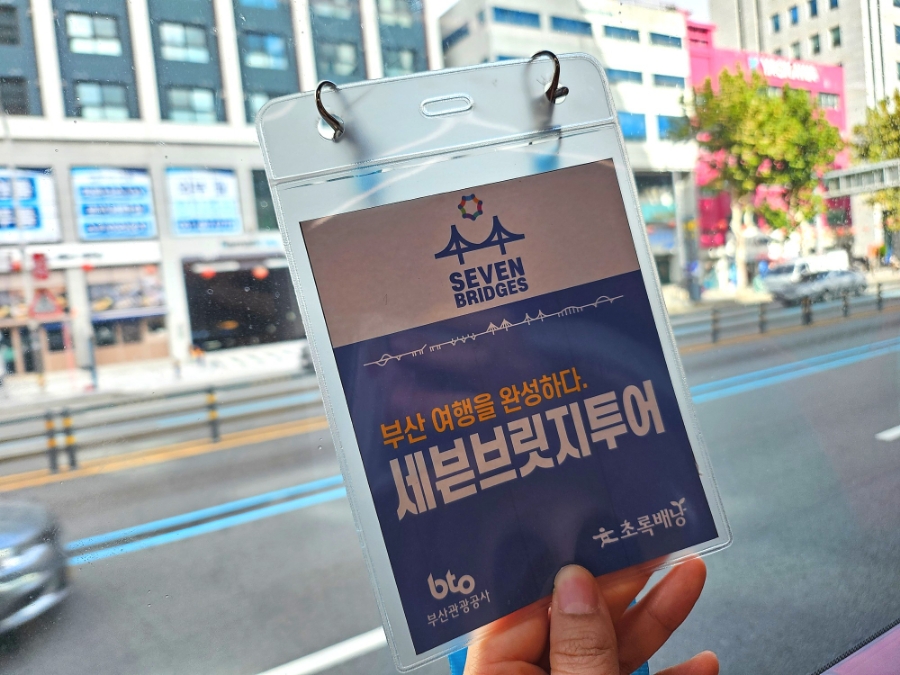 SEVEN
BRIDGES
부산 여행을 완성하다.
세븐브릿지투어
초록배낭
bto
부산관광공사